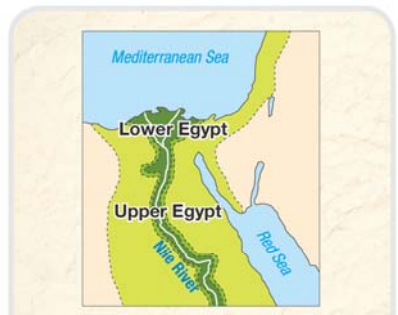 Mediterranean Sea
Lower Egypt
Upper Egypt
Nile River
Red Sea